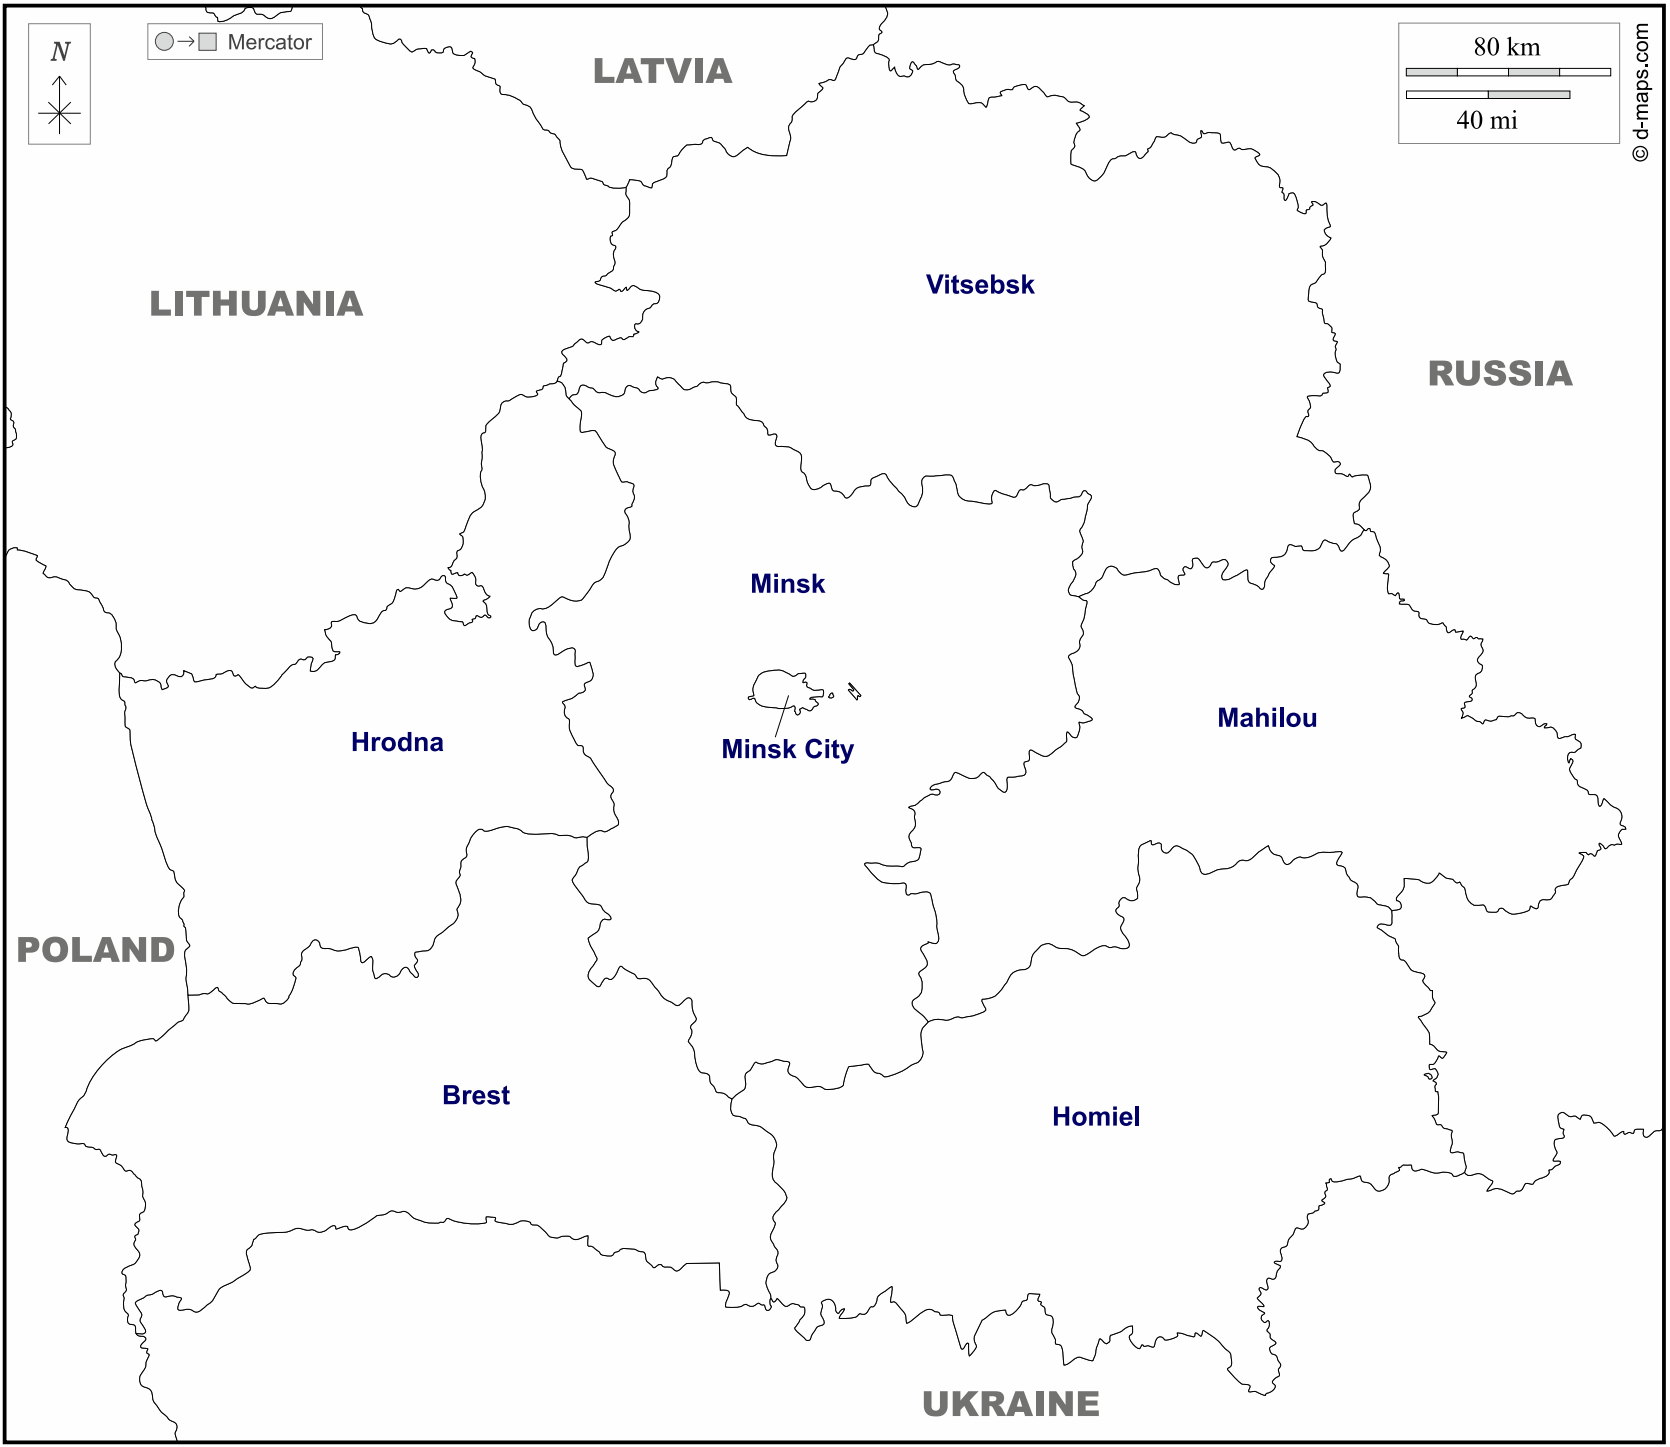 N
Mercator
LATVIA
80 km
40 mi
© d-maps.com
Vitsebsk
LITHUANIA
RUSSIA
Minsk
Mahilou
Hrodna
Minsk City
POLAND
Brest
Homiel
UKRAINE